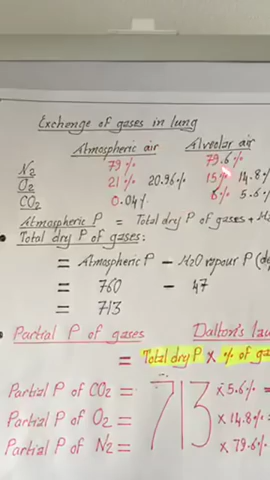 Exchange of gases in lung
Atmospheric air Alveolar air
N2 79% 79.6%
O2 21% 20.96% 15% 14.8%
CO2 0.04% 6% 5.6%
Atmospheric P = Total dry P of gases + H2O
• Total dry P of gases:
= Atmospheric P - H2O vapour P (d
= 760 - 47
= 713
• Partial P of gases Dalton's law
= Total dry P x % of ga
Partial P of CO2 = 713 x 5.6% =
Partial P of O2 = x 14.8% =
Partial P of N2 = x 79.6%